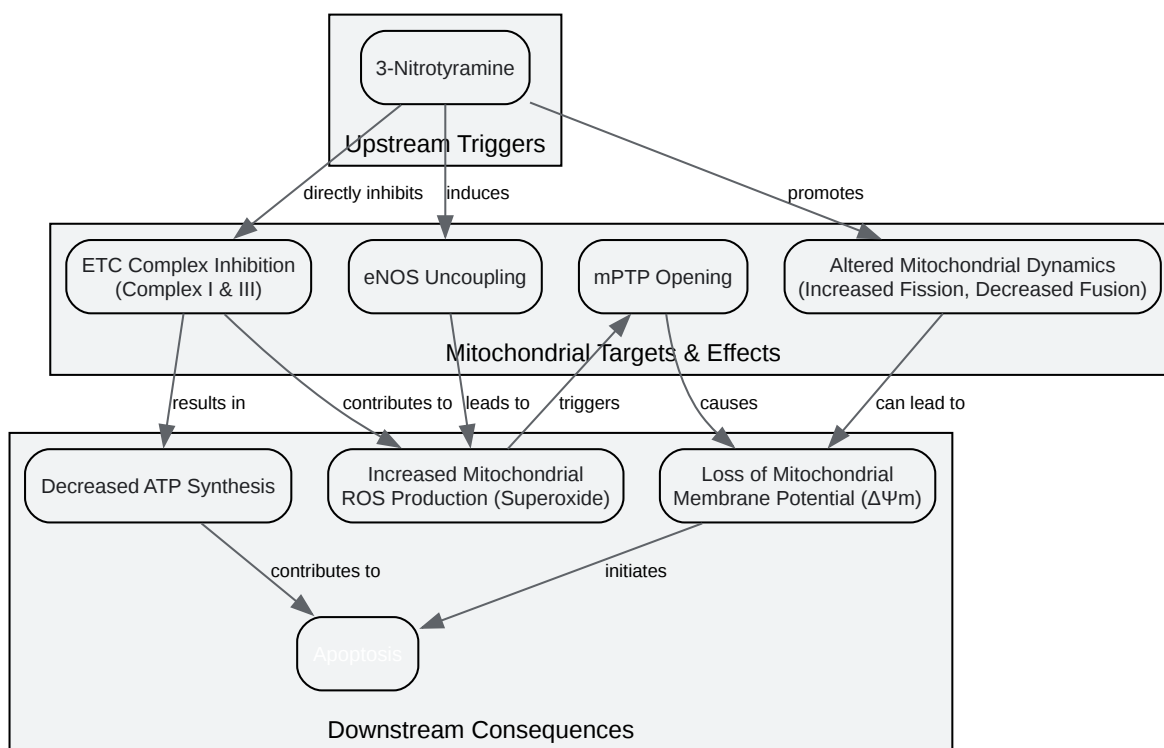 3-Nitrotyramine
Upstream Triggers
directly inhibits
induces
promotes
ETC Complex Inhibition
(Complex I & III)
eNOS Uncoupling
mPTP Opening
Altered Mitochondrial Dynamics
(Increased Fission, Decreased Fusion)
Mitochondrial Targets & Effects
results in
contributes to
leads to
triggers
causes
can lead to
Decreased ATP Synthesis
Increased Mitochondrial
ROS Production (Superoxide)
Loss of Mitochondrial
Membrane Potential (ΔΨm)
contributes to
initiates
Apoptosis
Downstream Consequences